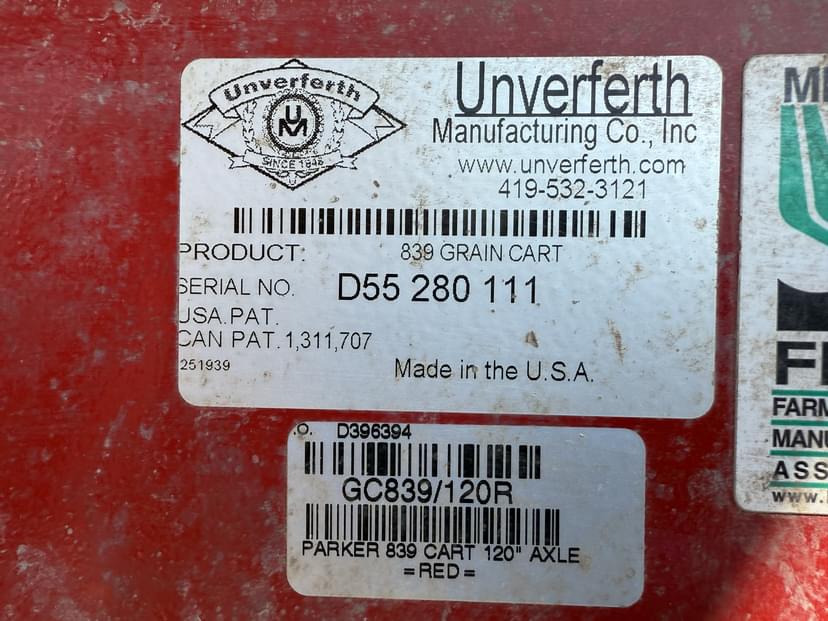 Unverferth
UM
SINCE 1948
Unverferth
Manufacturing Co., Inc
www.unverferth.com
419-532-3121
PRODUCT: 839 GRAIN CART
SERIAL NO. D55 280 111
USA.PAT.
CAN PAT.1,311,707
251939
Made in the U.S.A.
.O. D396394
GC839/120R
PARKER 839 CART 120" AXLE
=RED=
FARM
MANU
ASS
www.